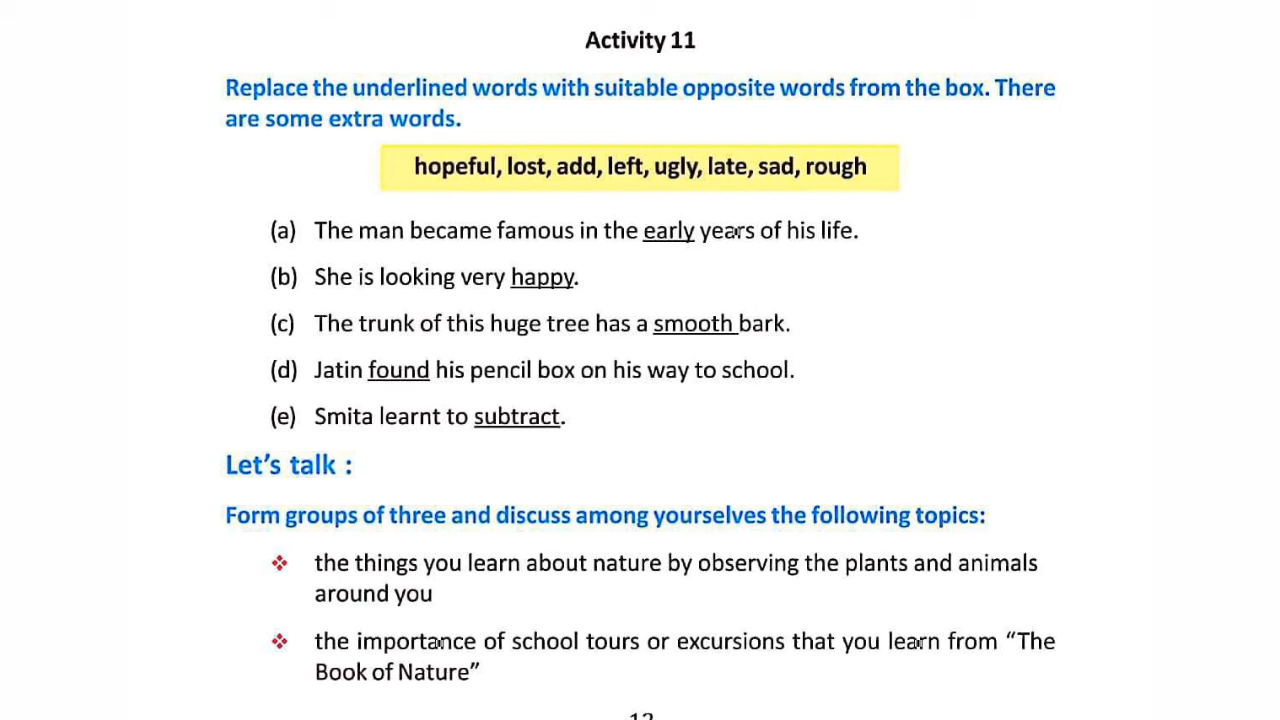 Activity 11
Replace the underlined words with suitable opposite words from the box. There
are some extra words.
hopeful, lost, add, left, ugly, late, sad, rough
(a) The man became famous in the early years of his life.
(b) She is looking very happy.
(c) The trunk of this huge tree has a smooth bark.
(d) Jatin found his pencil box on his way to school.
(e) Smita learnt to subtract.
Let's talk :
Form groups of three and discuss among yourselves the following topics:
❖ the things you learn about nature by observing the plants and animals
around you
❖ the importance of school tours or excursions that you learn from “The
Book of Nature”